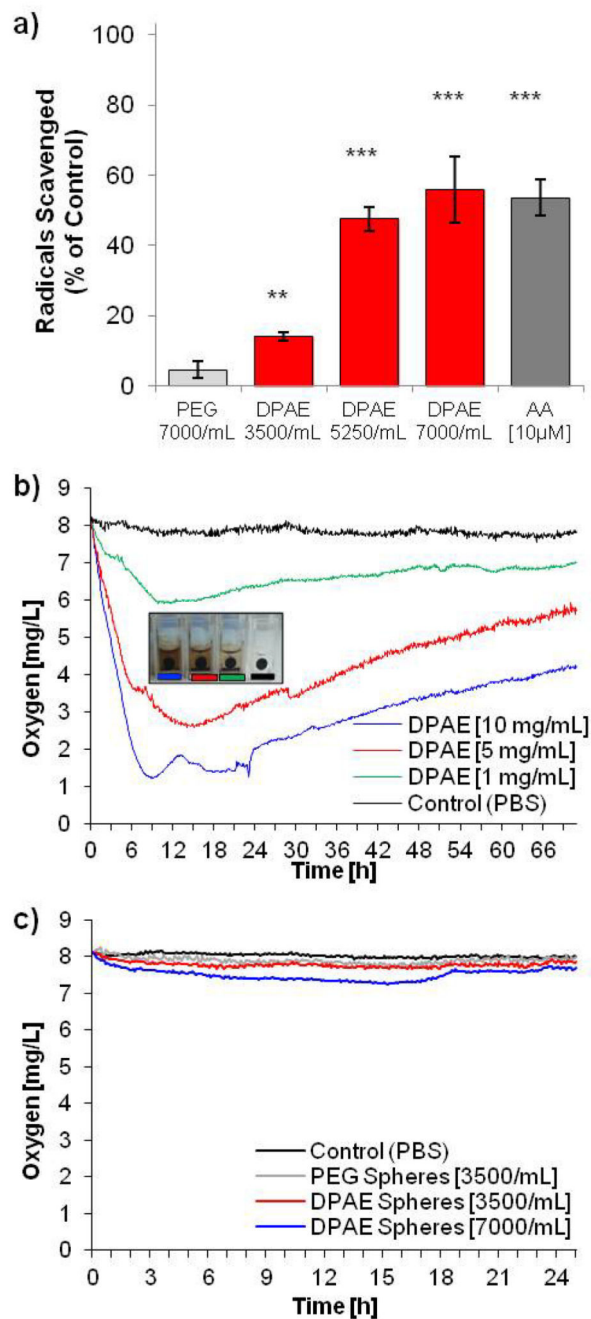 a)
Radicals Scavenged
(% of Control)
100
80
60
40
20
0
**
***
***
***
PEG
7000/mL
DPAE
3500/mL
DPAE
5250/mL
DPAE
7000/mL
AA
[10µM]
b)
Oxygen [mg/L]
9
8
7
6
5
4
3
2
1
0
DPAE [10 mg/mL]
DPAE [5 mg/mL]
DPAE [1 mg/mL]
Control (PBS)
0 6 12 18 24 30 36 42 48 54 60 66
Time [h]
c)
Oxygen [mg/L]
9
8
7
6
5
4
3
2
1
0
Control (PBS)
PEG Spheres [3500/mL]
DPAE Spheres [3500/mL]
DPAE Spheres [7000/mL]
0 3 6 9 12 15 18 21 24
Time [h]